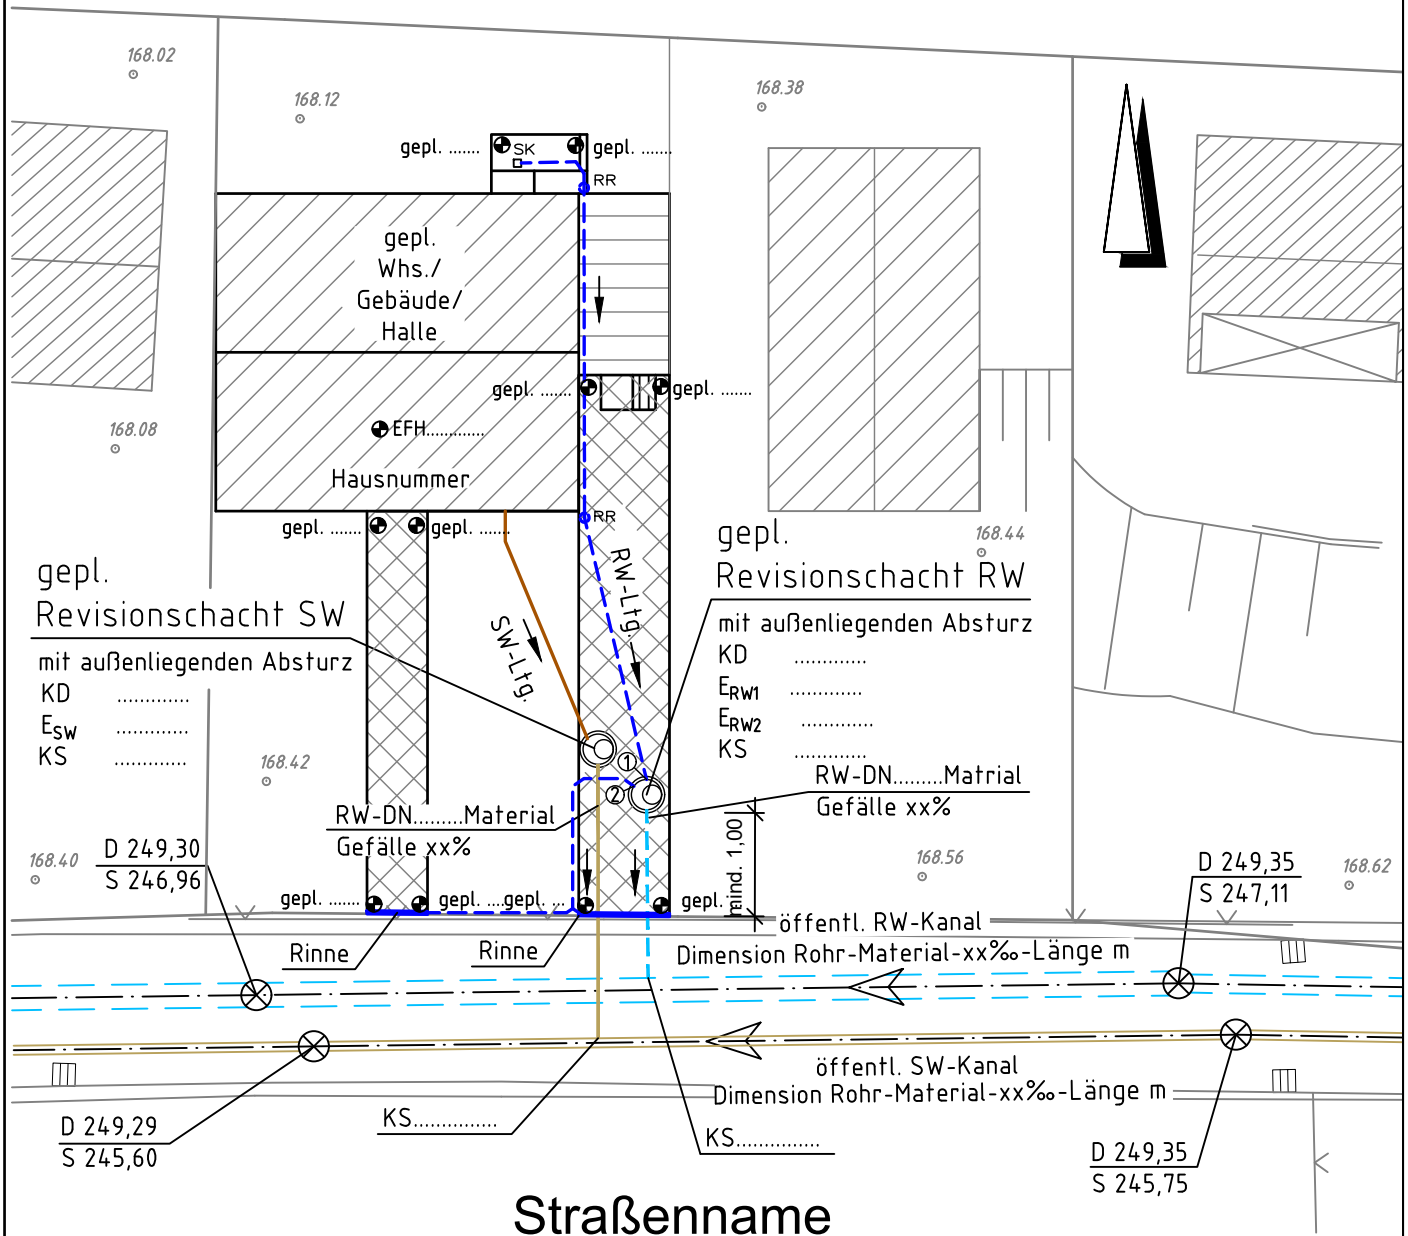 168.02
168.12
168.38
gepl. .......
SK
gepl. .......
RR
gepl.
Whs./
Gebäude/
Halle
gepl. .......
gepl. .......
168.08
EFH.............
Hausnummer
gepl. .......
gepl. .......
RR
168.44
gepl.
Revisionschacht SW
mit außenliegenden Absturz
KD .............
ESW .............
KS .............
SW-Ltg.
RW-Ltg.
gepl.
Revisionschacht RW
mit außenliegenden Absturz
KD .............
ERW1 .............
ERW2 .............
KS .............
168.42
1
2
RW-DN.........Matrial
Gefälle xx%
RW-DN.........Material
Gefälle xx%
mind. 1,00
168.40
D 249,30
S 246,96
168.56
D 249,35
S 247,11
168.62
gepl. .......
gepl. ....
gepl. ...
gepl.
Rinne
Rinne
öffentl. RW-Kanal
Dimension Rohr-Material-xx‰-Länge m
öffentl. SW-Kanal
Dimension Rohr-Material-xx‰-Länge m
D 249,29
S 245,60
KS...............
KS...............
D 249,35
S 245,75
Straßenname